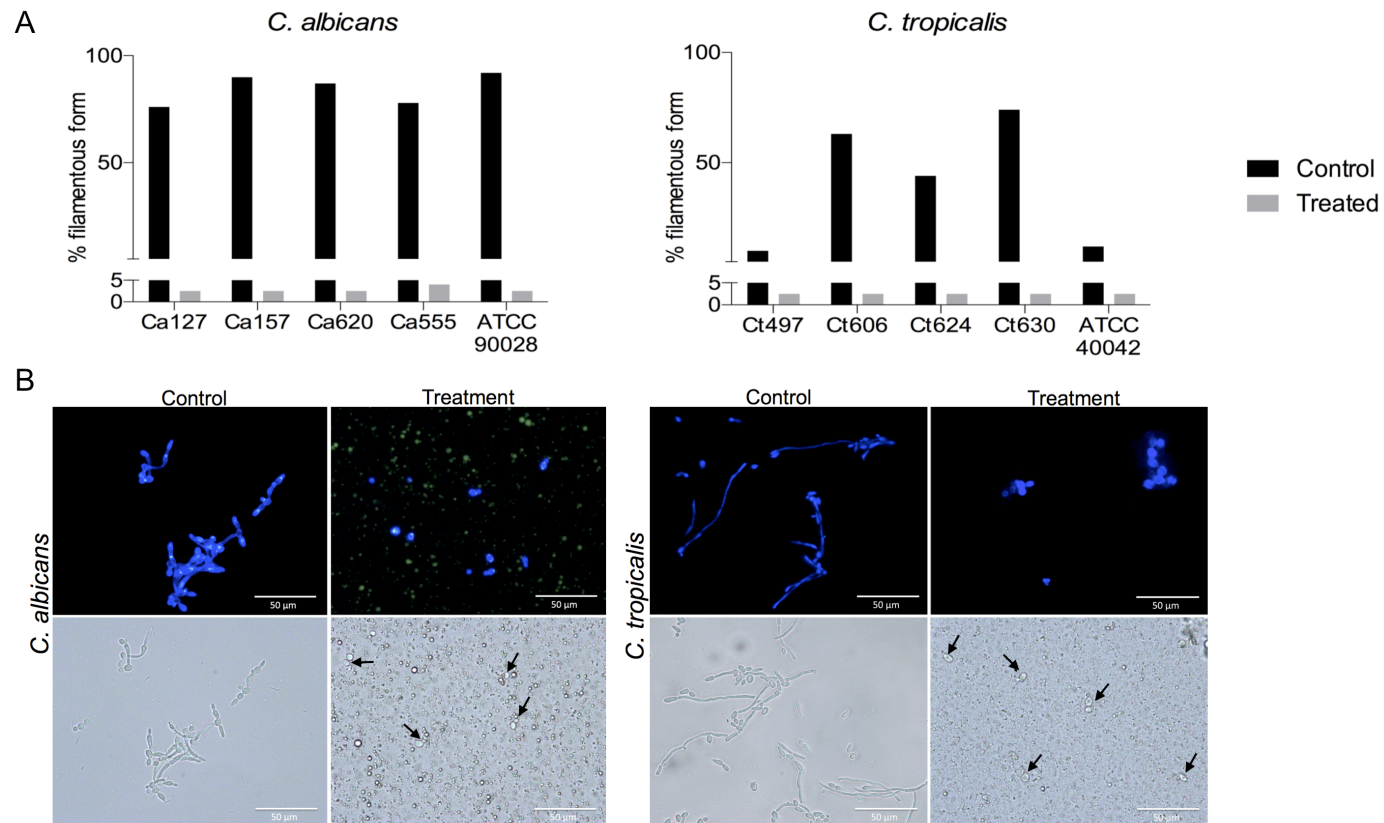 A
C. albicans
% filamentous form
100
50
5
0
Ca127
Ca157
Ca620
Ca555
ATCC
90028
C. tropicalis
% filamentous form
100
50
5
0
Ct497
Ct606
Ct624
Ct630
ATCC
40042
Control
Treated
B
Control
Treatment
Control
Treatment
C. albicans
50 µm
50 µm
50 µm
50 µm
C. tropicalis
50 µm
50 µm
50 µm
50 µm